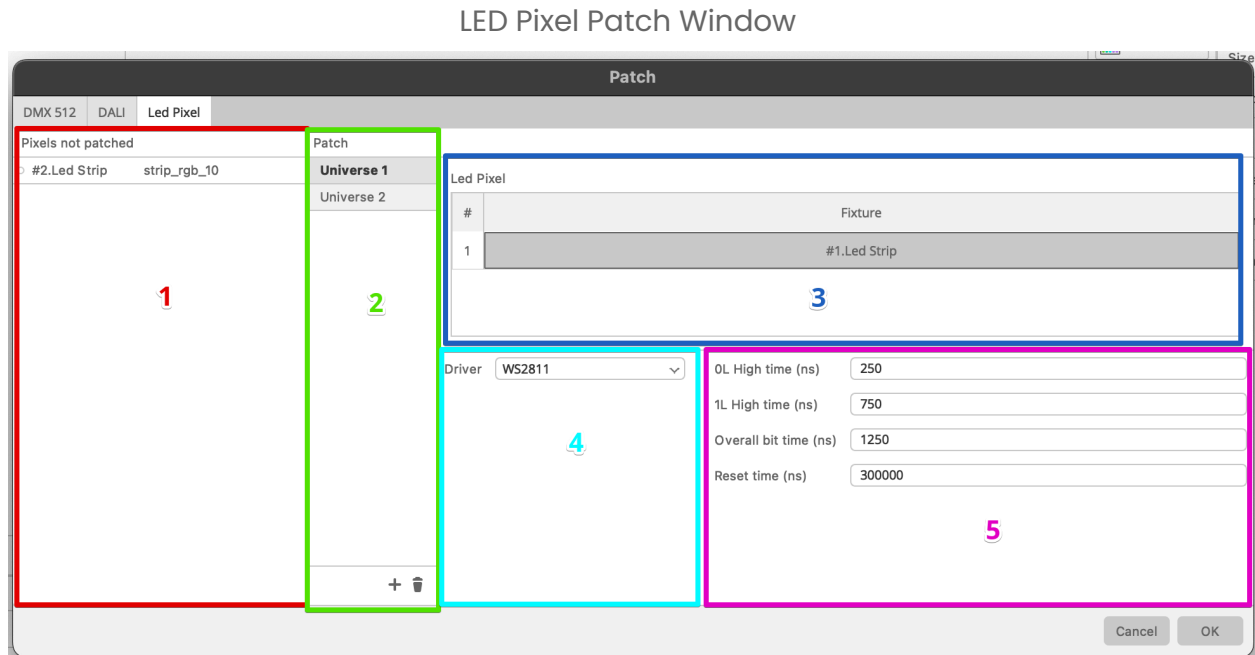 LED Pixel Patch Window
Size
Patch
DMX 512 DALI Led Pixel
Pixels not patched
#2.Led Strip strip_rgb_10
1
Patch
Universe 1
Universe 2
2
Led Pixel
# Fixture
1 #1.Led Strip
3
Driver WS2811
4
0L High time (ns) 250
1L High time (ns) 750
Overall bit time (ns) 1250
Reset time (ns) 300000
5
Cancel OK